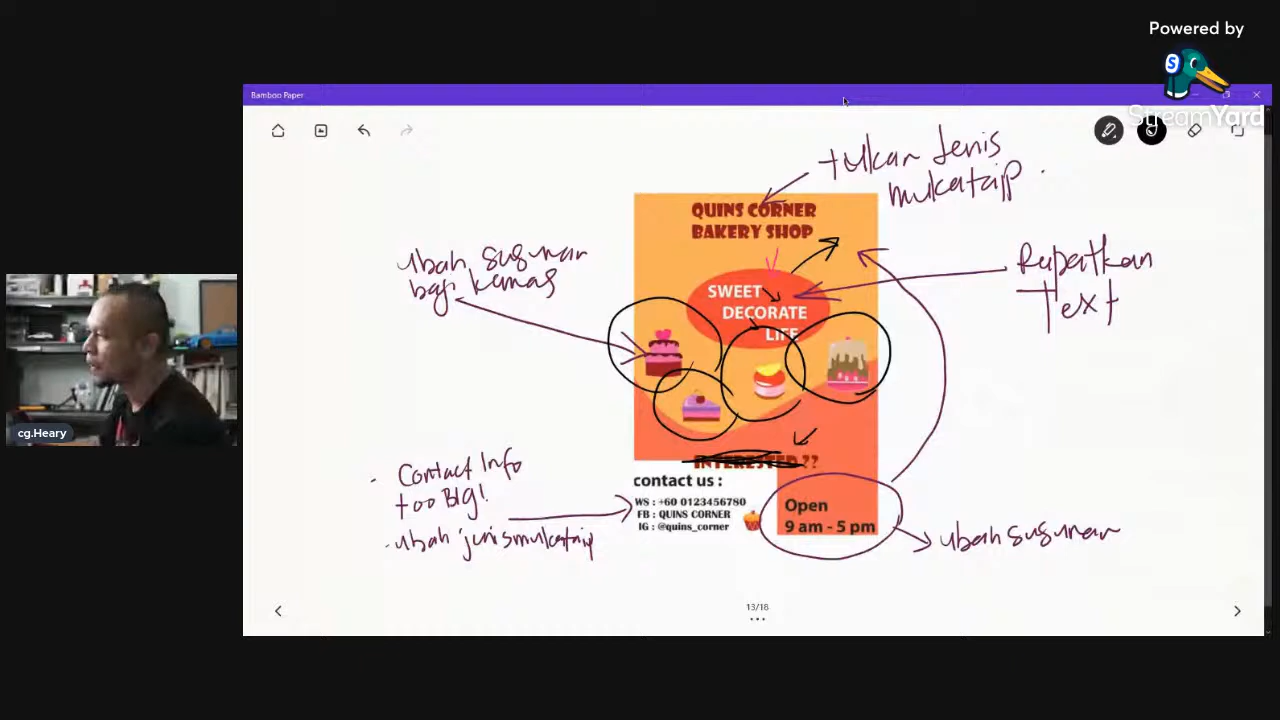 Powered by
StreamYard
Bamboo Paper
tukar Jenis
mukataip.
QUINS CORNER
BAKERY SHOP
ubah susunan
bagi kemas
Rapatkan
Text
SWEET
DECORATE
LIFE
cg.Heary
INTERESTED ??
contact us :
WS : +60 0123456780
FB : QUINS CORNER
IG : @quins_corner
Open
9 am - 5 pm
- Contact Info
too BIG!
- ubah jenis mukataip
ubah susunan
13/18